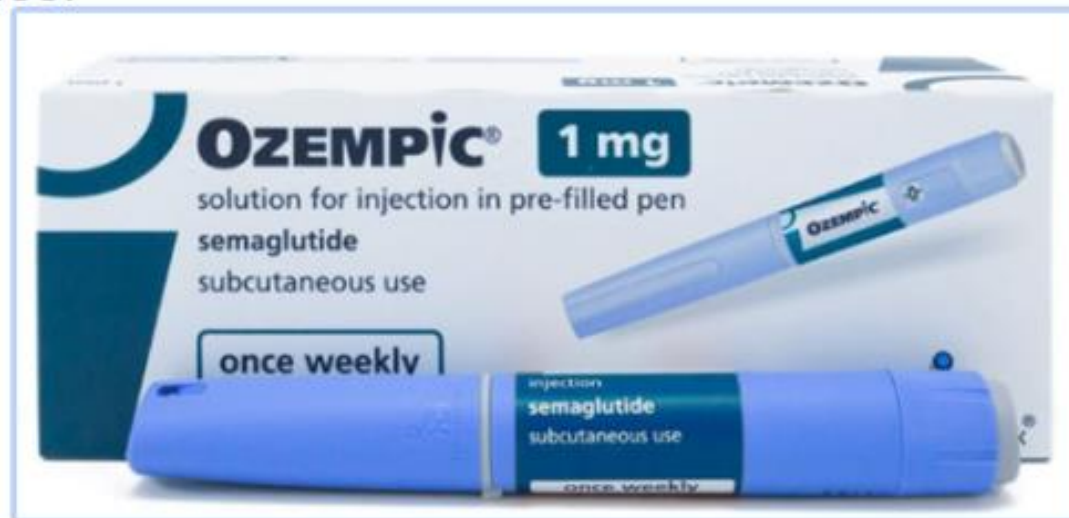 OZEMPIC® 1 mg
solution for injection in pre-filled pen
semaglutide
subcutaneous use
once weekly
OZEMPIC
injection
semaglutide
subcutaneous use
once weekly